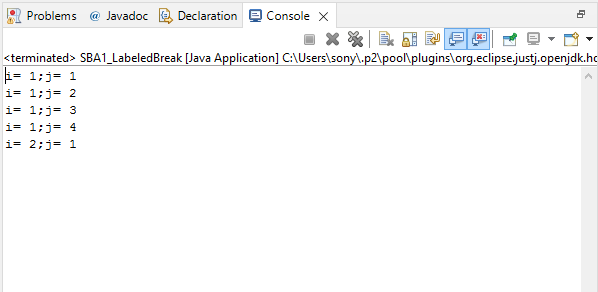 Problems @ Javadoc Declaration Console
<terminated> SBA1_LabeledBreak [Java Application] C:\Users\sony\.p2\pool\plugins\org.eclipse.justj.openjdk.ho
i= 1;j= 1
i= 1;j= 2
i= 1;j= 3
i= 1;j= 4
i= 2;j= 1